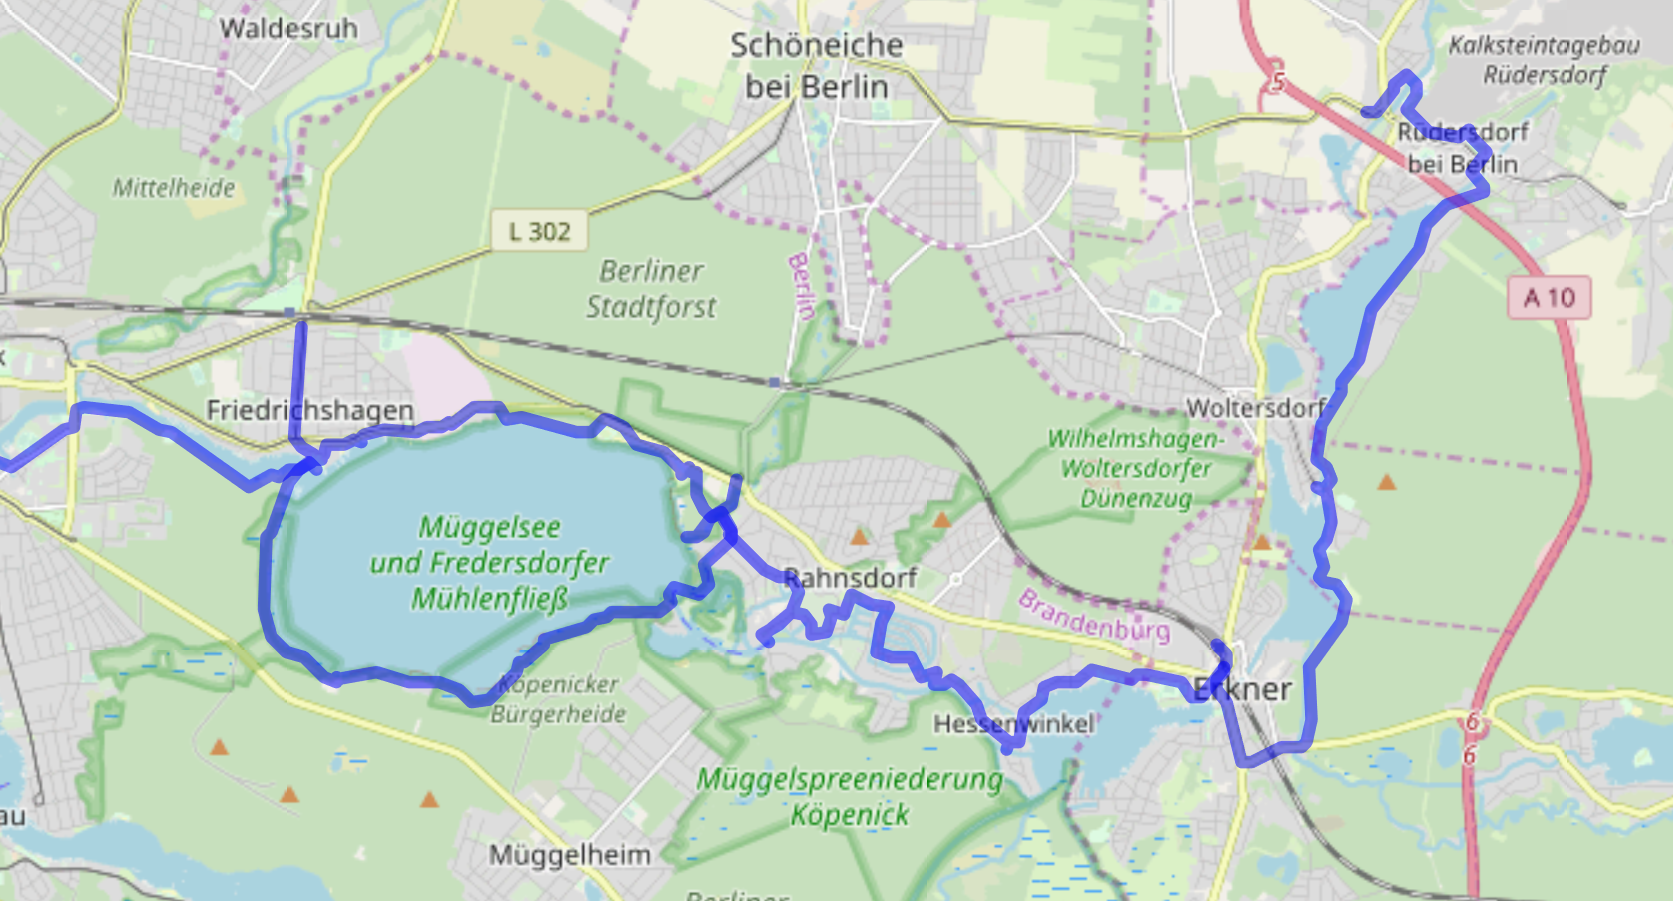 Waldesruh
Schöneiche
bei Berlin
Kalksteintagebau
Rüdersdorf
5
Rüdersdorf
bei Berlin
Mittelheide
L 302
Berliner
Stadtforst
Berlin
A 10
k
Friedrichshagen
Woltersdorf
Wilhelmshagen-
Woltersdorfer
Dünenzug
Müggelsee
und Fredersdorfer
Mühlenfließ
Rahnsdorf
Brandenburg
Köpenicker
Bürgerheide
Erkner
Hessenwinkel
6
6
Müggelspreeniederung
Köpenick
au
Müggelheim
Berliner